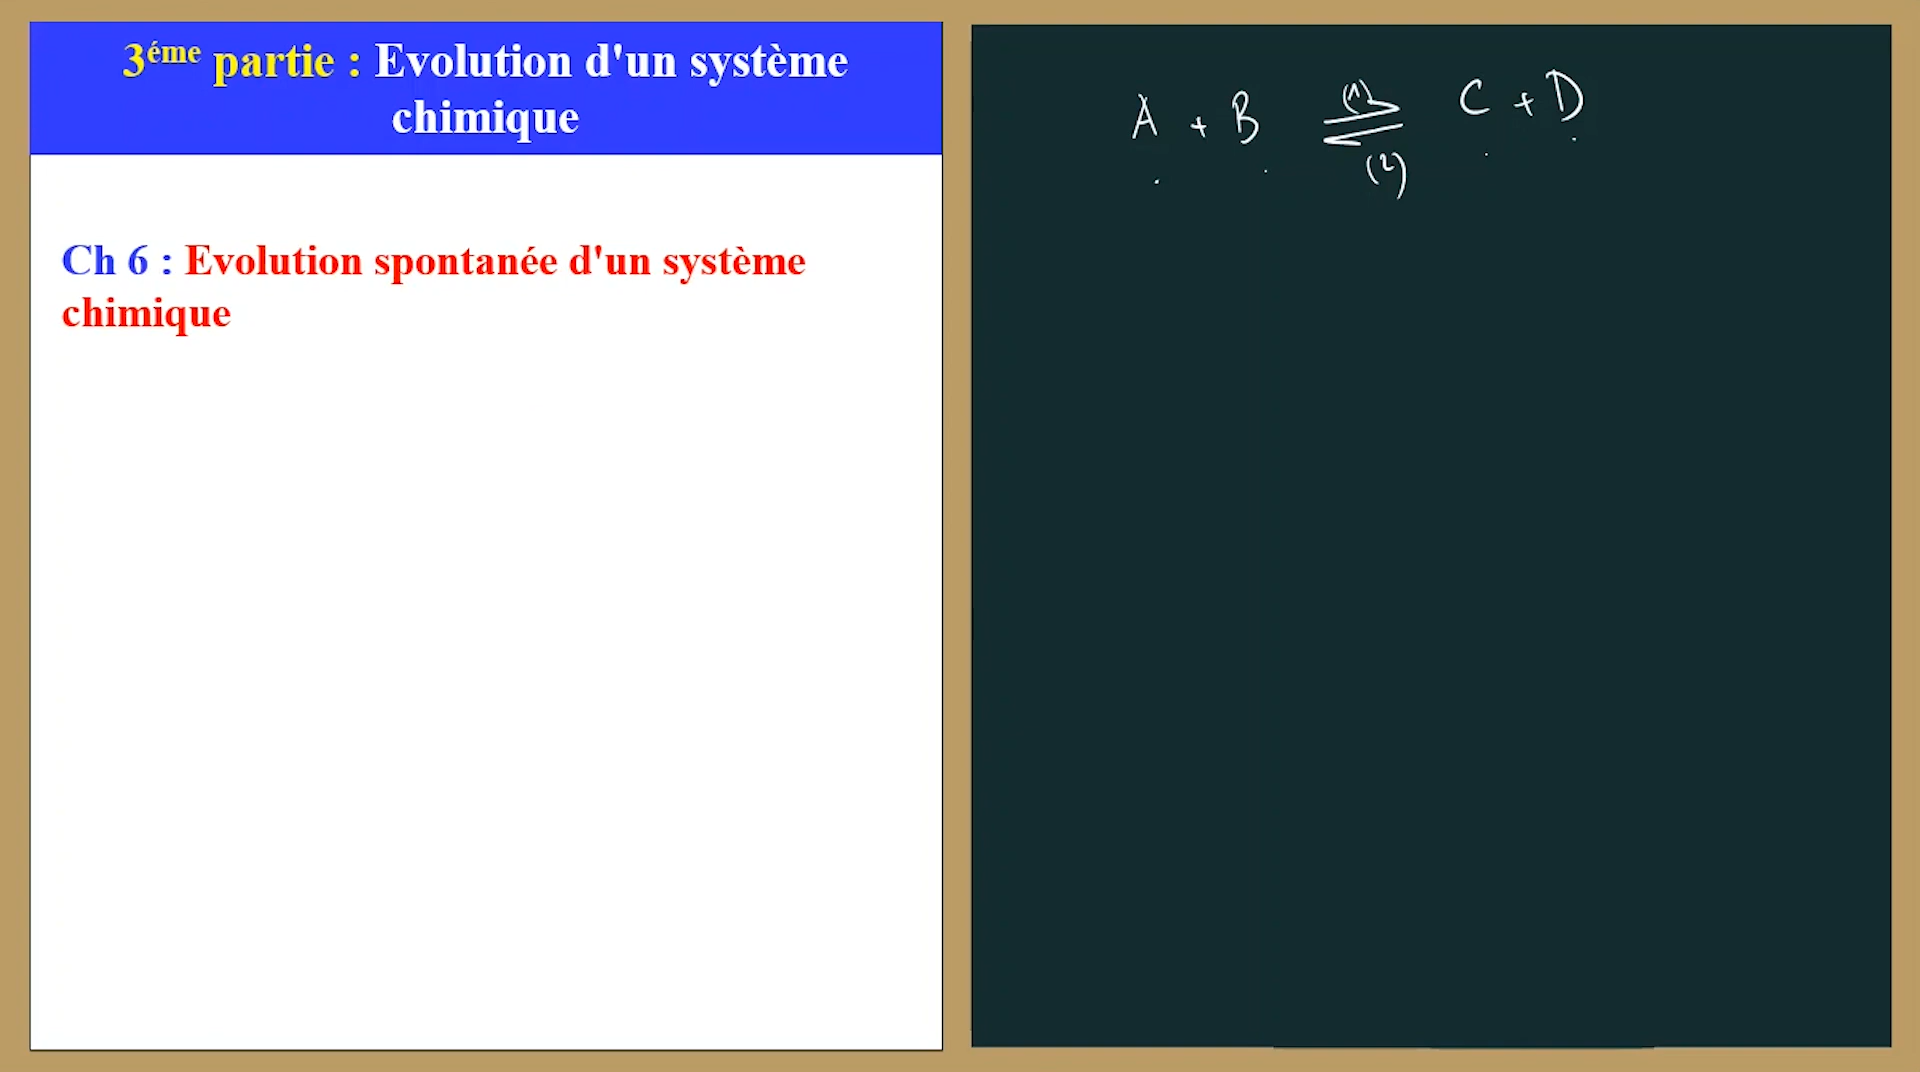 3éme partie : Evolution d'un système
chimique
Ch 6 : Evolution spontanée d'un système
chimique
(1)
A + B ⇌ C + D
(2)